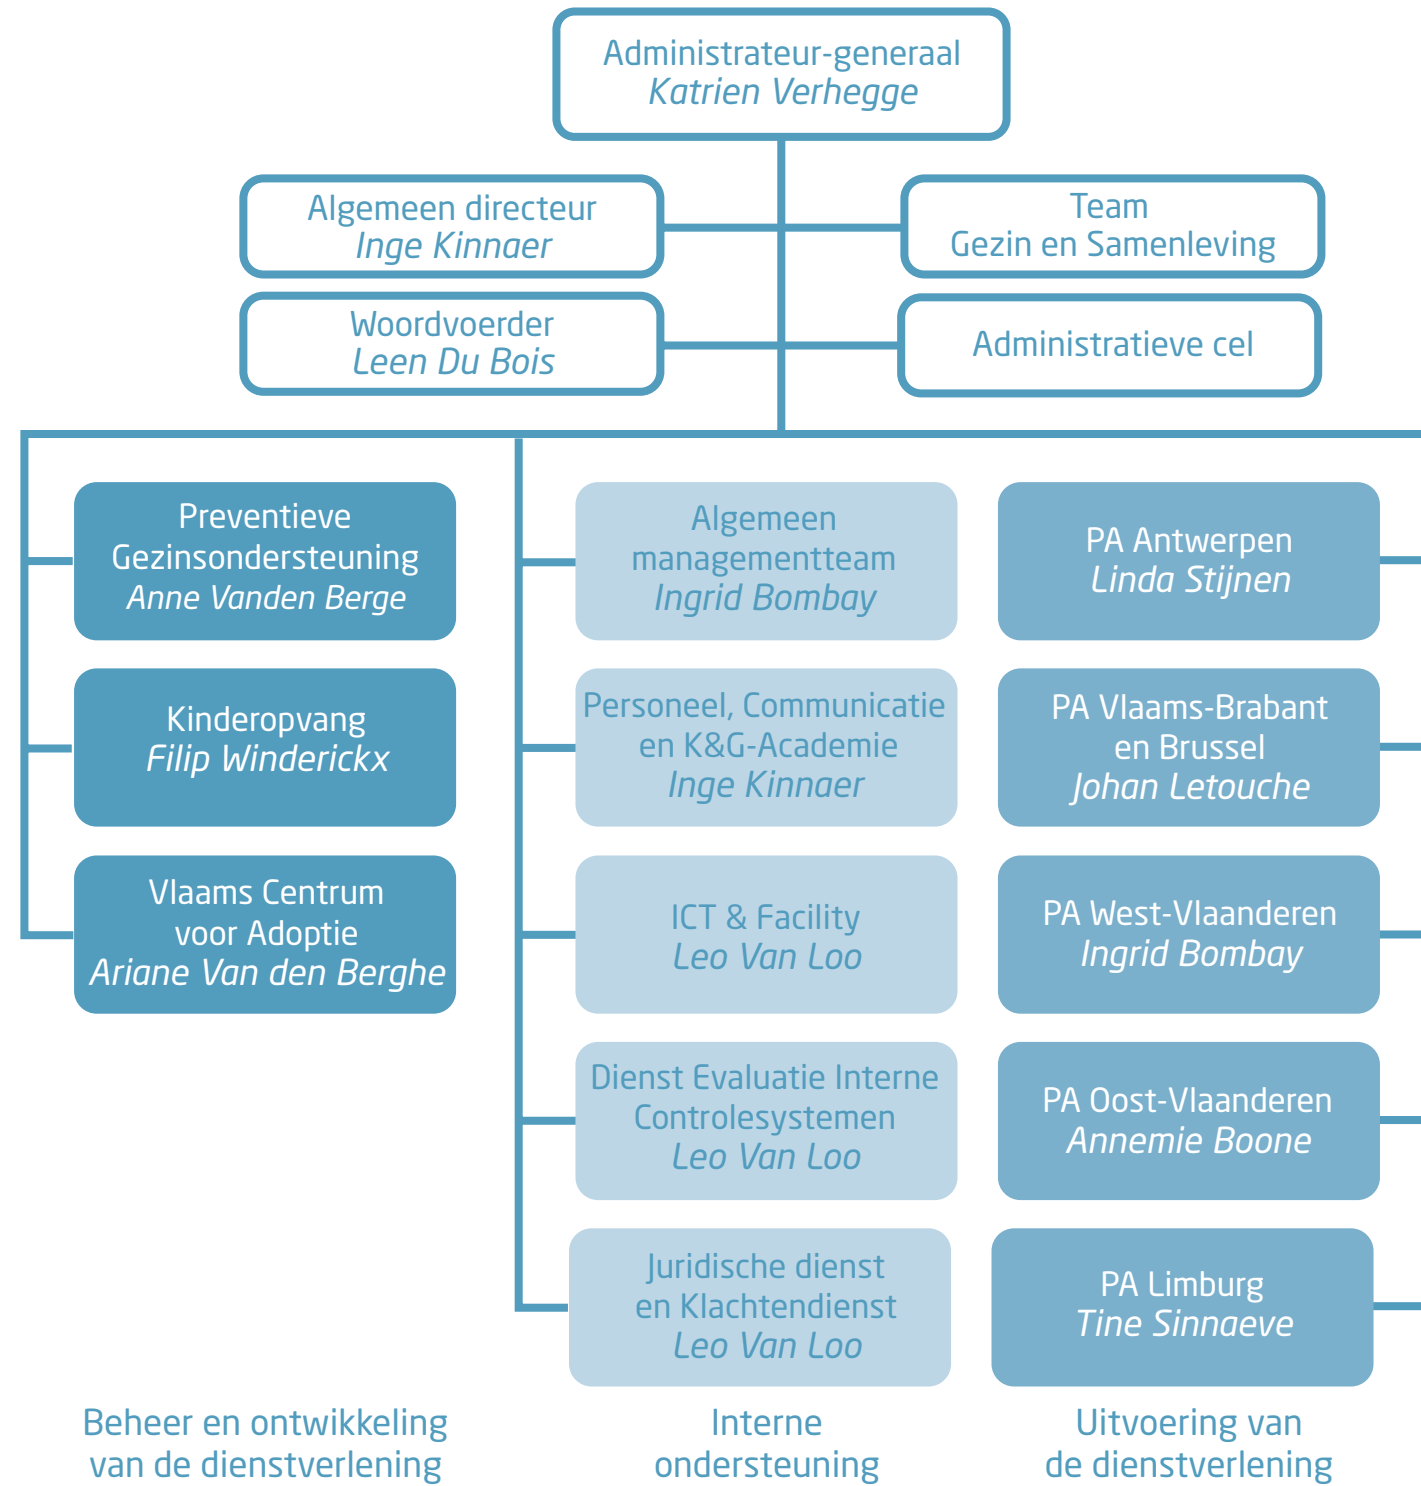 Administrateur-generaal
Katrien Verhegge
Algemeen directeur
Inge Kinnaer
Team
Gezin en Samenleving
Woordvoerder
Leen Du Bois
Administratieve cel
Preventieve
Gezinsondersteuning
Anne Vanden Berge
Kinderopvang
Filip Winderickx
Vlaams Centrum
voor Adoptie
Ariane Van den Berghe
Beheer en ontwikkeling
van de dienstverlening
Algemeen
managementteam
Ingrid Bombay
Personeel, Communicatie
en K&G-Academie
Inge Kinnaer
ICT & Facility
Leo Van Loo
Dienst Evaluatie Interne
Controlesystemen
Leo Van Loo
Juridische dienst
en Klachtendienst
Leo Van Loo
Interne
ondersteuning
PA Antwerpen
Linda Stijnen
PA Vlaams-Brabant
en Brussel
Johan Letouche
PA West-Vlaanderen
Ingrid Bombay
PA Oost-Vlaanderen
Annemie Boone
PA Limburg
Tine Sinnaeve
Uitvoering van
de dienstverlening